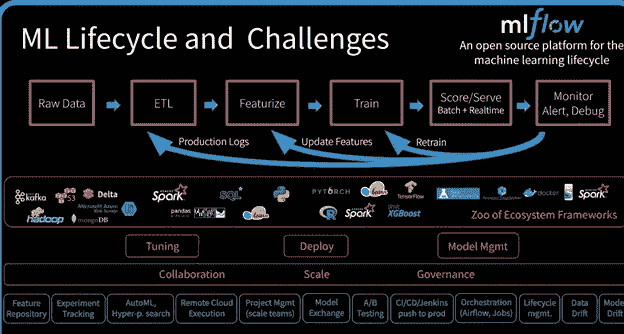 ML Lifecycle and Challenges
mlflow
An open source platform for the
machine learning lifecycle
Raw Data
ETL
Featurize
Train
Score/Serve
Batch + Realtime
Monitor
Alert, Debug
Production Logs
Update Features
Retrain
kafka
S3
Delta
Spark
SQL
PYTORCH
TensorFlow
docker
Spark
hadoop
Microsoft Azure
mongoDB
pandas
learn
R
Spark
XGBoost
Zoo of Ecosystem Frameworks
Tuning
Deploy
Model Mgmt
Collaboration
Scale
Governance
Feature
Repository
Experiment
Tracking
AutoML,
Hyper-p. search
Remote Cloud
Execution
Project Mgmt
(scale teams)
Model
Exchange
A/B
Testing
CI/CD/Jenkins
push to prod
Orchestration
(Airflow, Jobs)
Lifecycle
mgmt.
Data
Drift
Model
Drift